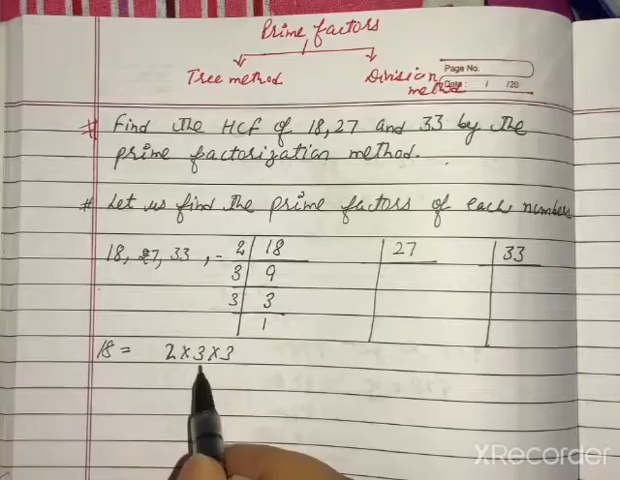 Prime factors
Tree method
Division method
Page No.
Date: / /20
# Find the HCF of 18, 27 and 33 by the
prime factorization method.
# Let us find the prime factors of each numbers
18, 27, 33, - 2 | 18 | 27 | 33
3 | 9
3 | 3
1
18 = 2 × 3 × 3
XRecorder